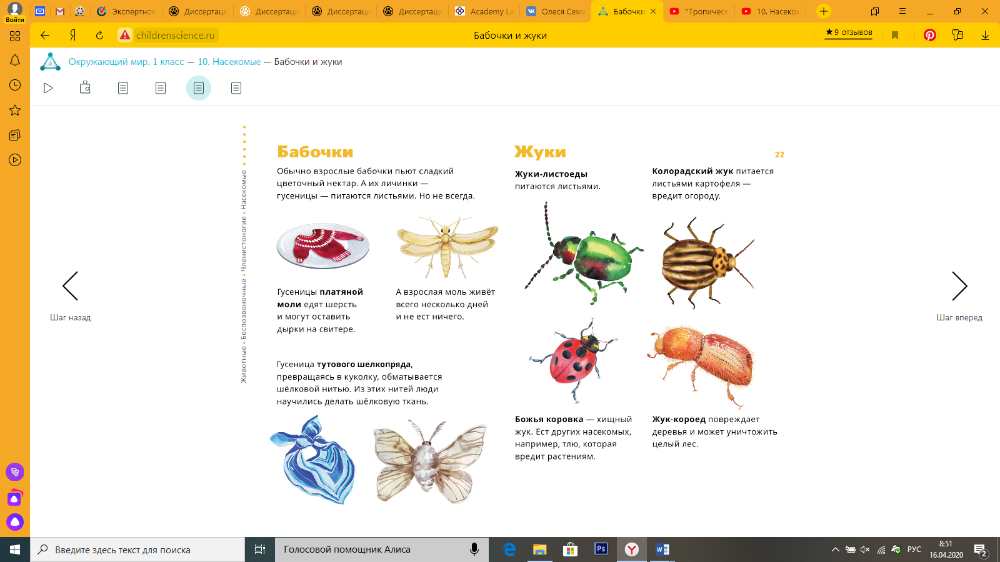 Войти
Экспертное
Диссертаци
Диссертаци
Диссертаци
Диссертаци
Academy La
Олеся Сема
Бабочки
"Тропическ
10. Насеком
childrenscience.ru
Бабочки и жуки
★9 отзывов
Окружающий мир. 1 класс — 10. Насекомые — Бабочки и жуки
Шаг назад
Животные • Беспозвоночные • Членистоногие • Насекомые
Бабочки
Обычно взрослые бабочки пьют сладкий
цветочный нектар. А их личинки —
гусеницы — питаются листьями. Но не всегда.
Гусеницы платяной
моли едят шерсть
и могут оставить
дырки на свитере.
А взрослая моль живёт
всего несколько дней
и не ест ничего.
Гусеница тутового шелкопряда,
превращаясь в куколку, обматывается
шёлковой нитью. Из этих нитей люди
научились делать шёлковую ткань.
Жуки
22
Жуки-листоеды
питаются листьями.
Колорадский жук питается
листьями картофеля —
вредит огороду.
Божья коровка — хищный
жук. Ест других насекомых,
например, тлю, которая
вредит растениям.
Жук-короед повреждает
деревья и может уничтожить
целый лес.
Шаг вперед
Введите здесь текст для поиска
Голосовой помощник Алиса
Ps
W
РУС
8:51
16.04.2020
2